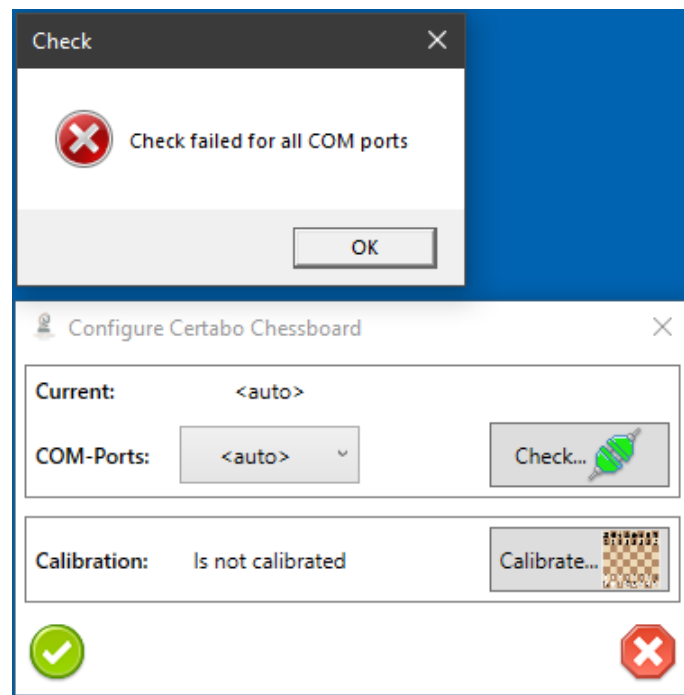 Check
Check failed for all COM ports
OK
Configure Certabo Chessboard
Current: <auto>
COM-Ports: <auto> Check...
Calibration: Is not calibrated Calibrate...